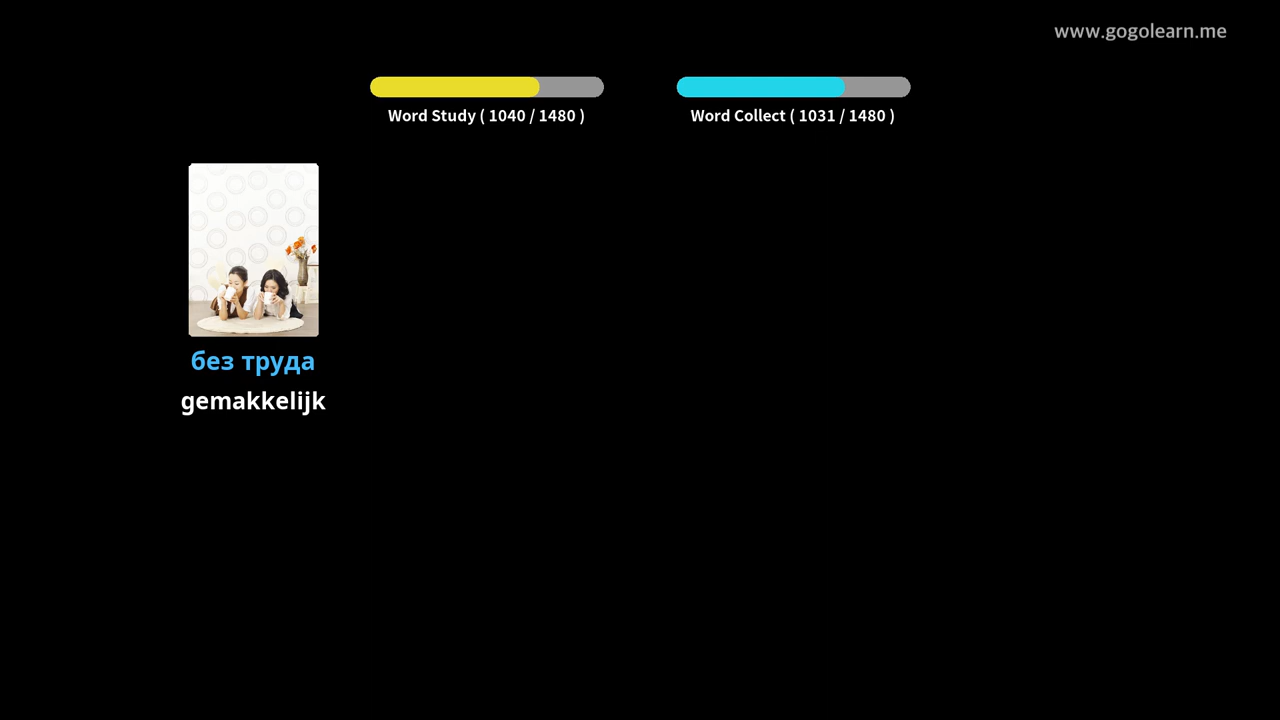 www.gogolearn.me
Word Study ( 1040 / 1480 )
Word Collect ( 1031 / 1480 )
без труда
gemakkelijk